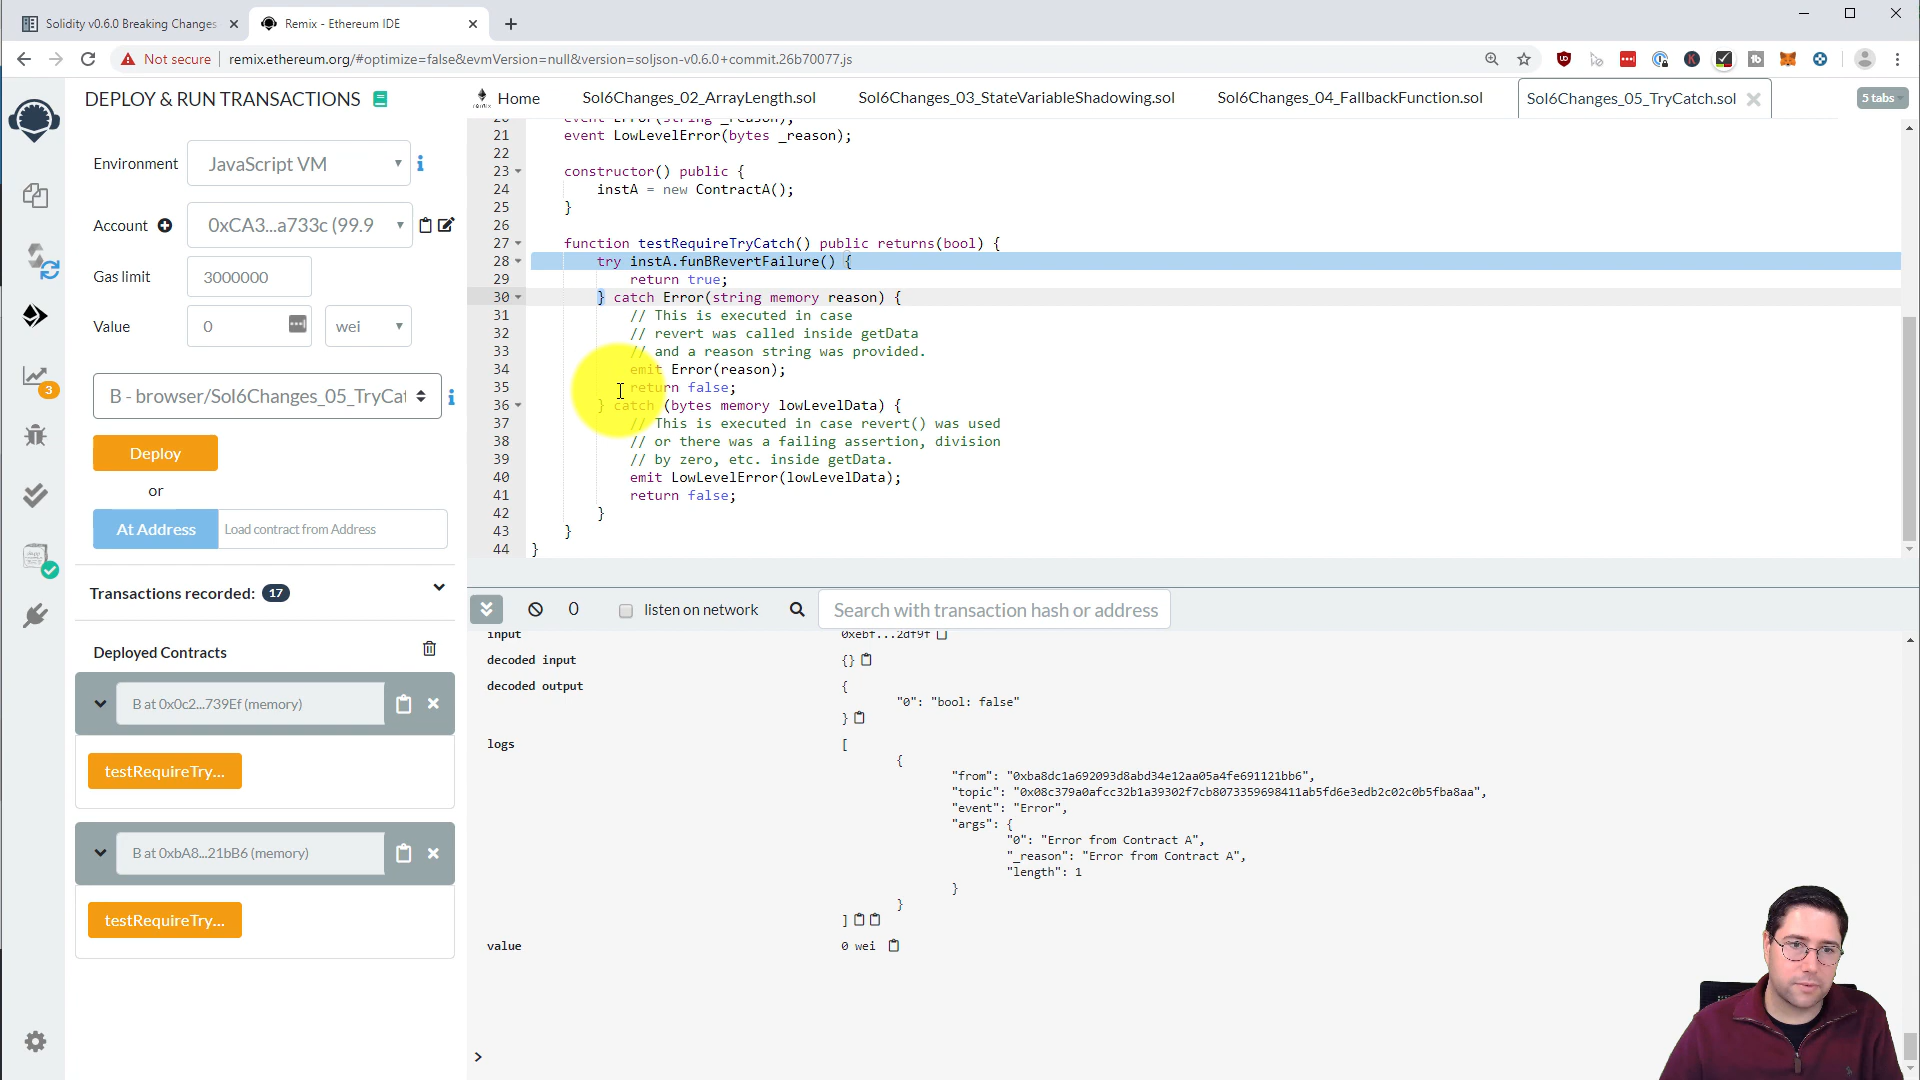 Solidity v0.6.0 Breaking Changes
Remix - Ethereum IDE
Not secure
remix.ethereum.org/#optimize=false&evmVersion=null&version=soljson-v0.6.0+commit.26b70077.js
DEPLOY & RUN TRANSACTIONS
Home
Sol6Changes_02_ArrayLength.sol
Sol6Changes_03_StateVariableShadowing.sol
Sol6Changes_04_FallbackFunction.sol
Sol6Changes_05_TryCatch.sol
5 tabs
Environment
JavaScript VM
Account
0xCA3...a733c (99.9
Gas limit
3000000
Value
0
wei
B - browser/Sol6Changes_05_TryCat
Deploy
or
At Address
Load contract from Address
Transactions recorded: 17
Deployed Contracts
B at 0x0c2...739Ef (memory)
testRequireTry...
B at 0xbA8...21bB6 (memory)
testRequireTry...
3
20 event Error(string _reason);
21 event LowLevelError(bytes _reason);
22
23 constructor() public {
24 instA = new ContractA();
25 }
26
27 function testRequireTryCatch() public returns(bool) {
28 try instA.funBRevertFailure() {
29 return true;
30 } catch Error(string memory reason) {
31 // This is executed in case
32 // revert was called inside getData
33 // and a reason string was provided.
34 emit Error(reason);
35 return false;
36 } catch (bytes memory lowLevelData) {
37 // This is executed in case revert() was used
38 // or there was a failing assertion, division
39 // by zero, etc. inside getData.
40 emit LowLevelError(lowLevelData);
41 return false;
42 }
43 }
44 }
0
listen on network
Search with transaction hash or address
input 0xebf...2df9f
decoded input {}
decoded output {
"0": "bool: false"
}
logs [
{
"from": "0xba8dc1a692093d8abd34e12aa05a4fe691121bb6",
"topic": "0x08c379a0afcc32b1a39302f7cb8073359698411ab5fd6e3edb2c02c0b5fba8aa",
"event": "Error",
"args": {
"0": "Error from Contract A",
"_reason": "Error from Contract A",
"length": 1
}
}
]
value 0 wei
>